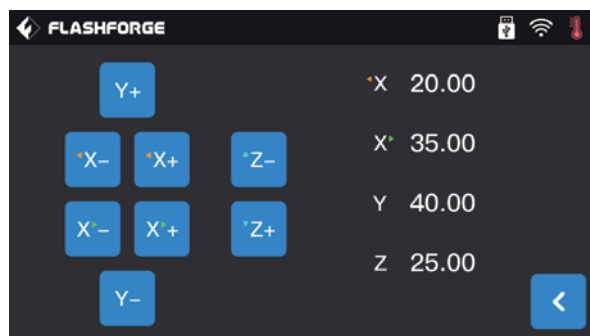 FLASHFORGE
Y+
X 20.00
X- X+ Z-
X 35.00
Y 40.00
X- X+ Z+
Z 25.00
Y-